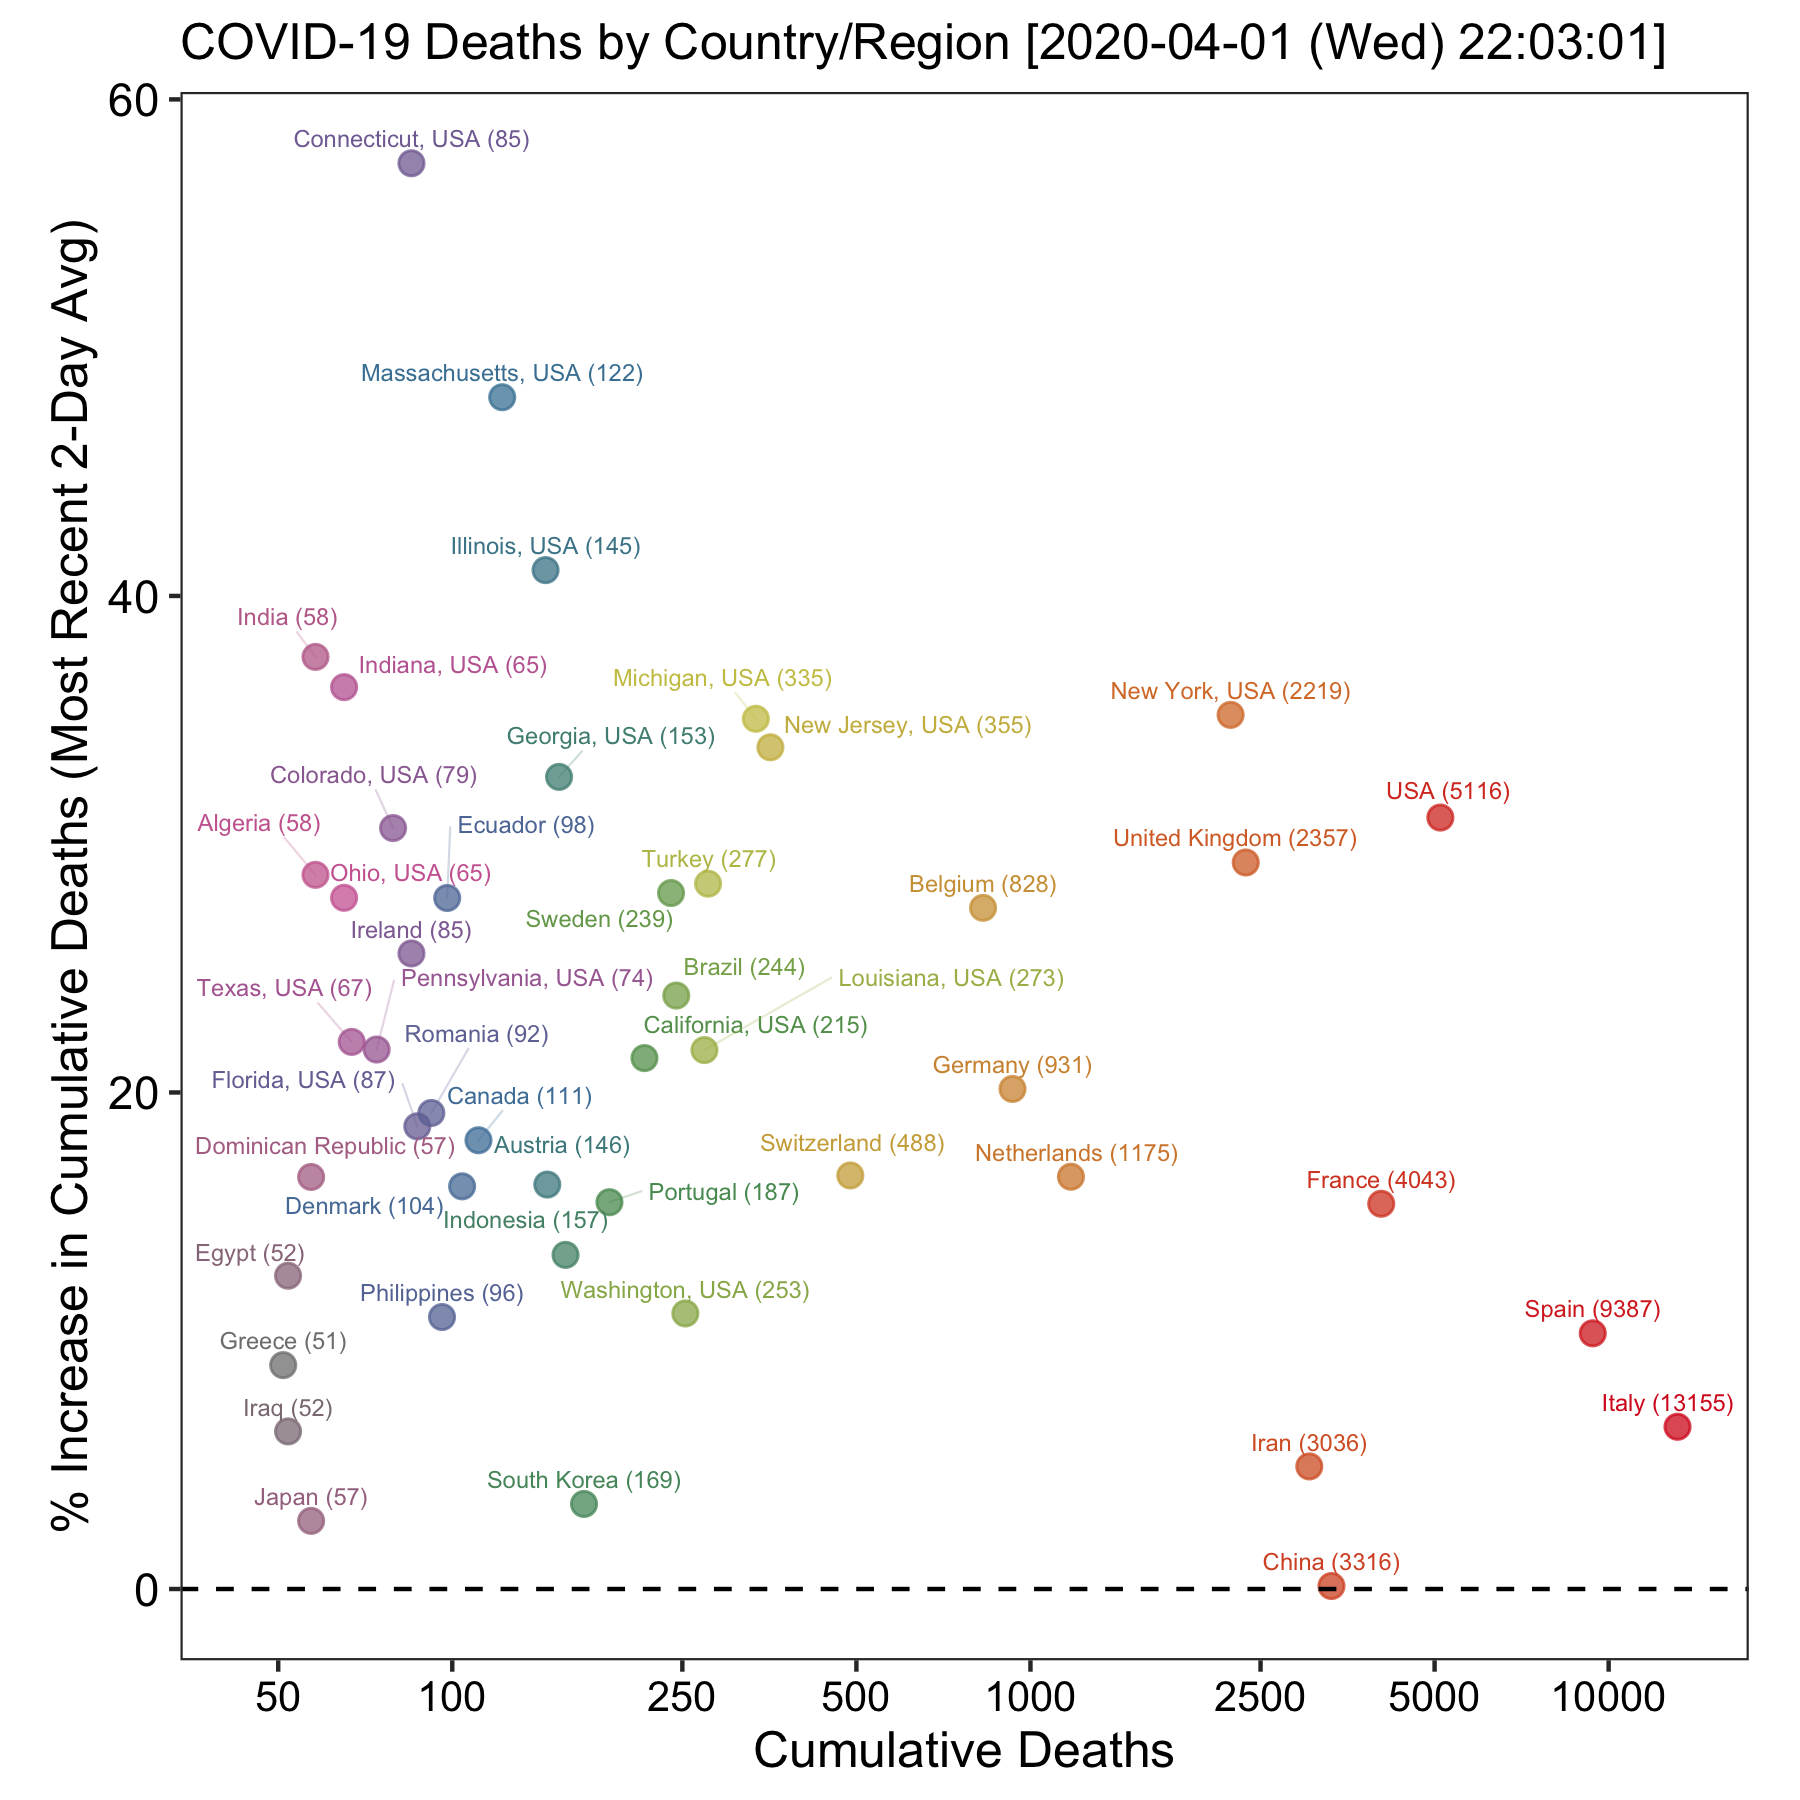 COVID-19 Deaths by Country/Region [2020-04-01 (Wed) 22:03:01]
% Increase in Cumulative Deaths (Most Recent 2-Day Avg)
60
40
20
0
Connecticut, USA (85)
Massachusetts, USA (122)
Illinois, USA (145)
India (58)
Indiana, USA (65)
Michigan, USA (335)
New York, USA (2219)
New Jersey, USA (355)
Georgia, USA (153)
Colorado, USA (79)
USA (5116)
Algeria (58)
Ecuador (98)
United Kingdom (2357)
Turkey (277)
Ohio, USA (65)
Belgium (828)
Sweden (239)
Ireland (85)
Brazil (244)
Pennsylvania, USA (74)
Louisiana, USA (273)
Texas, USA (67)
California, USA (215)
Romania (92)
Germany (931)
Florida, USA (87)
Canada (111)
Switzerland (488)
Dominican Republic (57)
Austria (146)
Netherlands (1175)
France (4043)
Portugal (187)
Denmark (104)
Indonesia (157)
Egypt (52)
Washington, USA (253)
Philippines (96)
Spain (9387)
Greece (51)
Italy (13155)
Iraq (52)
Iran (3036)
South Korea (169)
Japan (57)
China (3316)
50
100
250
500
1000
2500
5000
10000
Cumulative Deaths